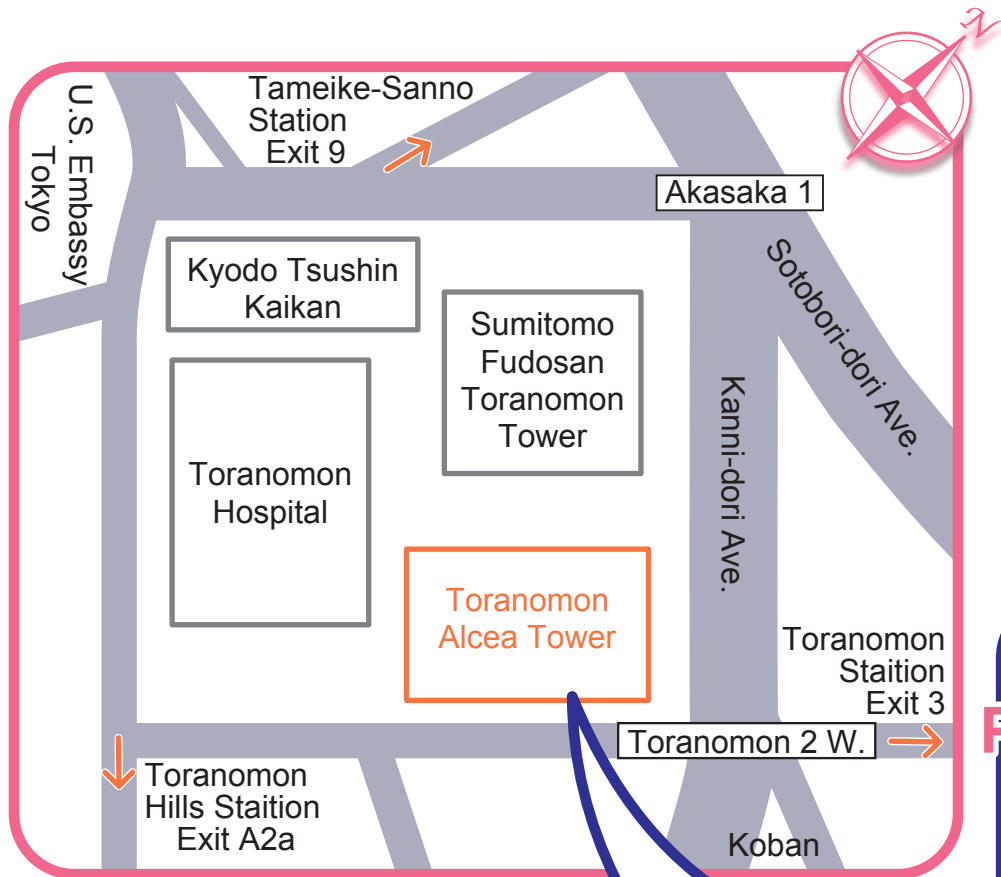 N
Tameike-Sanno
Station
Exit 9
U.S. Embassy
Tokyo
Akasaka 1
Kyodo Tsushin
Kaikan
Sumitomo
Fudosan
Toranomon
Tower
Sotobori-dori Ave.
Kanni-dori Ave.
Toranomon
Hospital
Toranomon
Alcea Tower
Toranomon
Staition
Exit 3
Toranomon 2 W.
Toranomon
Hills Staition
Exit A2a
Koban